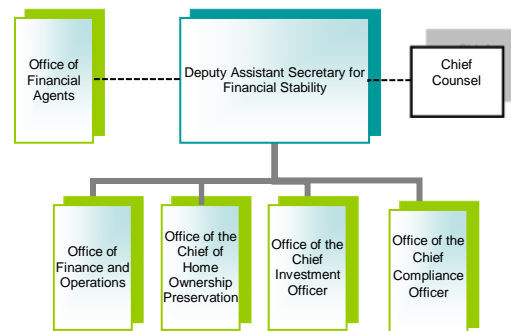 Office of
Financial
Agents
Deputy Assistant Secretary for
Financial Stability
Chief
Counsel
Office of
Finance and
Operations
Office of the
Chief of
Home
Ownership
Preservation
Office of the
Chief
Investment
Officer
Office of the
Chief
Compliance
Officer